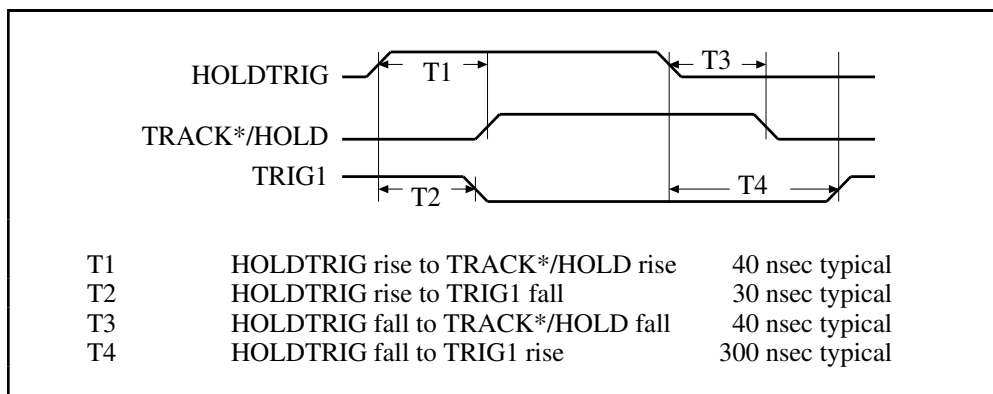 HOLDTRIG
T1
T3
TRACK*/HOLD
TRIG1
T2
T4
T1 HOLDTRIG rise to TRACK*/HOLD rise 40 nsec typical
T2 HOLDTRIG rise to TRIG1 fall 30 nsec typical
T3 HOLDTRIG fall to TRACK*/HOLD fall 40 nsec typical
T4 HOLDTRIG fall to TRIG1 rise 300 nsec typical